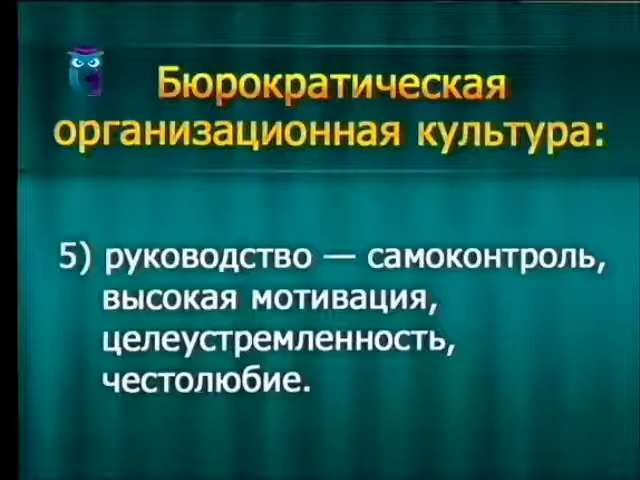 Бюрократическая
организационная культура:
5) руководство — самоконтроль,
высокая мотивация,
целеустремленность,
честолюбие.